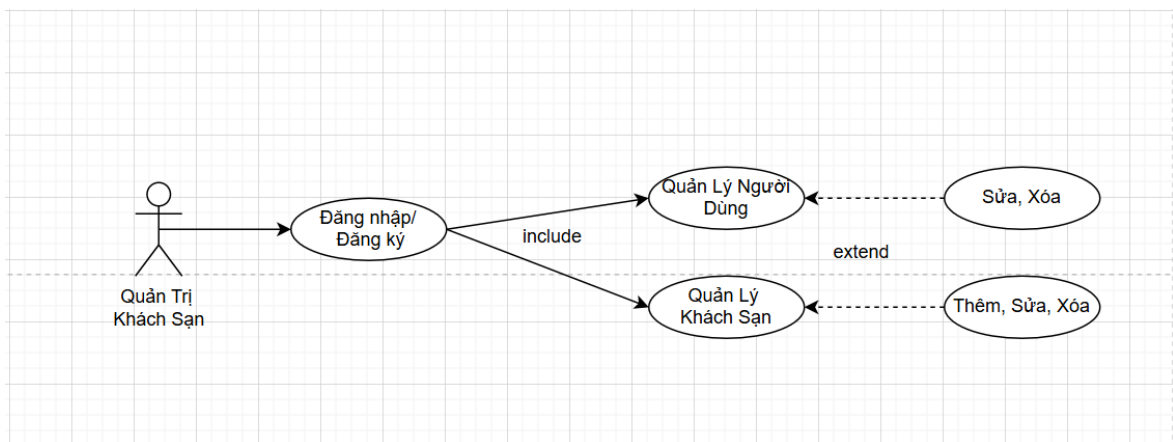 Quản Lý Người
Dùng
Sửa, Xóa
Đăng nhập/
Đăng ký
include
extend
Quản Trị
Khách Sạn
Quản Lý
Khách Sạn
Thêm, Sửa, Xóa